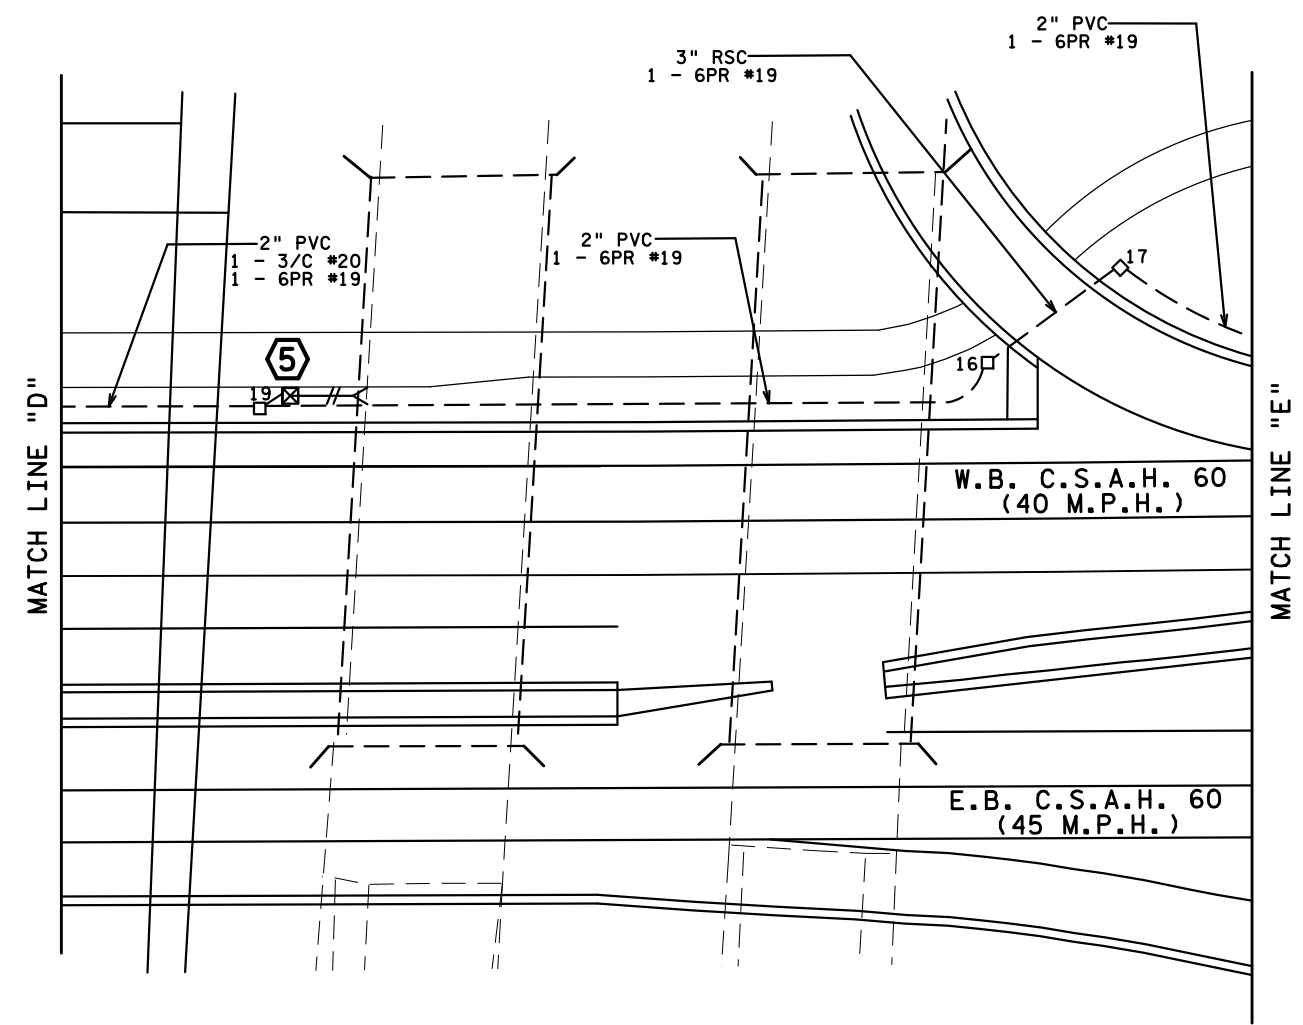 2" PVC
1 - 6PR #19
3" RSC
1 - 6PR #19
2" PVC
1 - 3/C #20
1 - 6PR #19
2" PVC
1 - 6PR #19
17
16
5
19
MATCH LINE "D"
MATCH LINE "E"
W.B. C.S.A.H. 60
(40 M.P.H.)
E.B. C.S.A.H. 60
(45 M.P.H.)